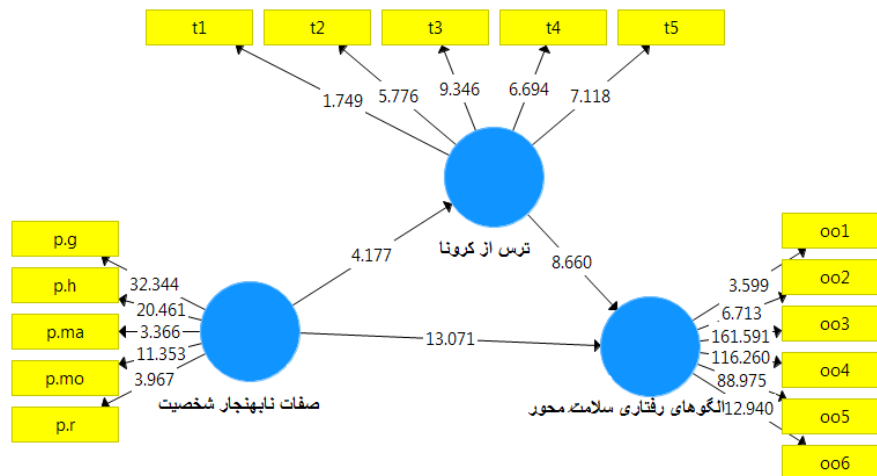 t1
t2
t3
t4
t5
1.749
5.776
9.346
6.694
7.118
ترس از کرونا
4.177
8.660
13.071
p.g
p.h
p.ma
p.mo
p.r
32.344
20.461
3.366
11.353
3.967
صفات نابهنجار شخصیت
oo1
oo2
oo3
oo4
oo5
oo6
3.599
6.713
161.591
116.260
88.975
12.940
الگوهای رفتاری سلامت محور